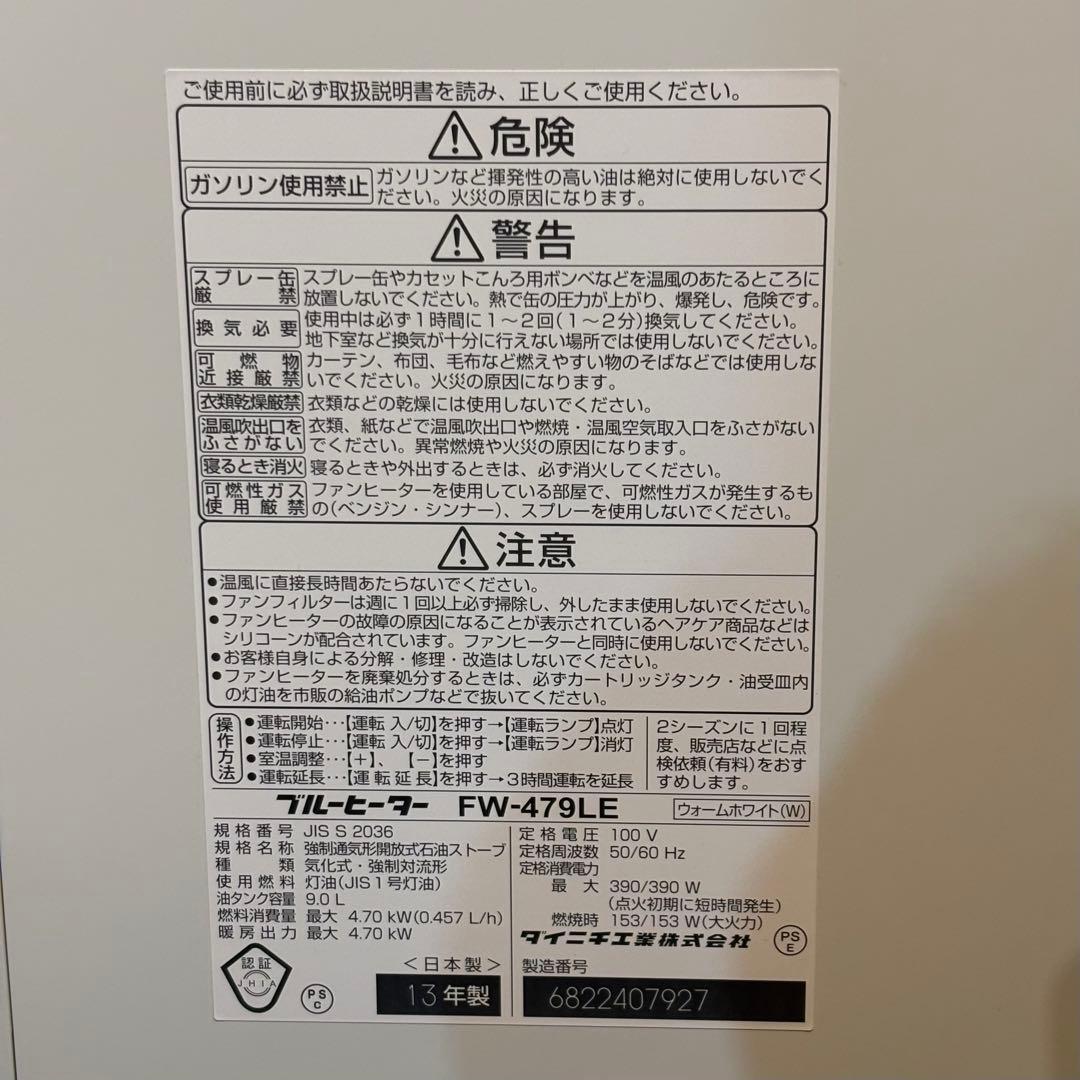 ご使用前に必ず取扱説明書を読み、正しくご使用ください。
危険
ガソリン使用禁止
ガソリンなど揮発性の高い油は絶対に使用しないでく
ださい。火災の原因になります。
警告
スプレー缶
厳禁
スプレー缶やカセットこんろ用ボンベなどを温風のあたるところに
放置しないでください。熱で缶の圧力が上がり、爆発し、危険です。
換気必要
使用中は必ず1時間に1～2回(1～2分)換気してください。
地下室など換気が十分に行えない場所では使用しないでください。
可燃物
近接厳禁
カーテン、布団、毛布など燃えやすい物のそばなどでは使用しな
いでください。火災の原因になります。
衣類乾燥厳禁
衣類などの乾燥には使用しないでください。
温風吹出口を
ふさがない
衣類、紙などで温風吹出口や燃焼・温風空気取入口をふさがない
でください。異常燃焼や火災の原因になります。
寝るとき消火
寝るときや外出するときは、必ず消火してください。
可燃性ガス
使用厳禁
ファンヒーターを使用している部屋で、可燃性ガスが発生するも
の(ベンジン・シンナー)、スプレーを使用しないでください。
注意
●温風に直接長時間あたらないでください。
●ファンフィルターは週に1回以上必ず掃除し、外したまま使用しないでください。
●ファンヒーターの故障の原因になることが表示されているヘアケア商品などは
シリコーンが配合されています。ファンヒーターと同時に使用しないでください。
●お客様自身による分解・修理・改造はしないでください。
●ファンヒーターを廃棄処分するときは、必ずカートリッジタンク・油受皿内
の灯油を市販の給油ポンプなどで抜いてください。
操作方法
●運転開始…【運転 入/切】を押す→【運転ランプ】点灯
●運転停止…【運転 入/切】を押す→【運転ランプ】消灯
●室温調整…【＋】、【－】を押す
●運転延長…【運転延長】を押す→3時間運転を延長
2シーズンに1回程
度、販売店などに点
検依頼(有料)をおす
すめします。
ブルーヒーター FW-479LE
ウォームホワイト(W)
規格番号 JIS S 2036
規格名称 強制通気形開放式石油ストーブ
種類 気化式・強制対流形
使用燃料 灯油(JIS1号灯油)
油タンク容量 9.0 L
燃料消費量 最大 4.70 kW(0.457 L/h)
暖房出力 最大 4.70 kW
定格電圧 100 V
定格周波数 50/60 Hz
定格消費電力
最大 390/390 W
(点火初期に短時間発生)
燃焼時 153/153 W(大火力)
ダイニチ工業株式会社
PS
E
認証
JHIA
PS
C
＜日本製＞
13年製
製造番号
6822407927